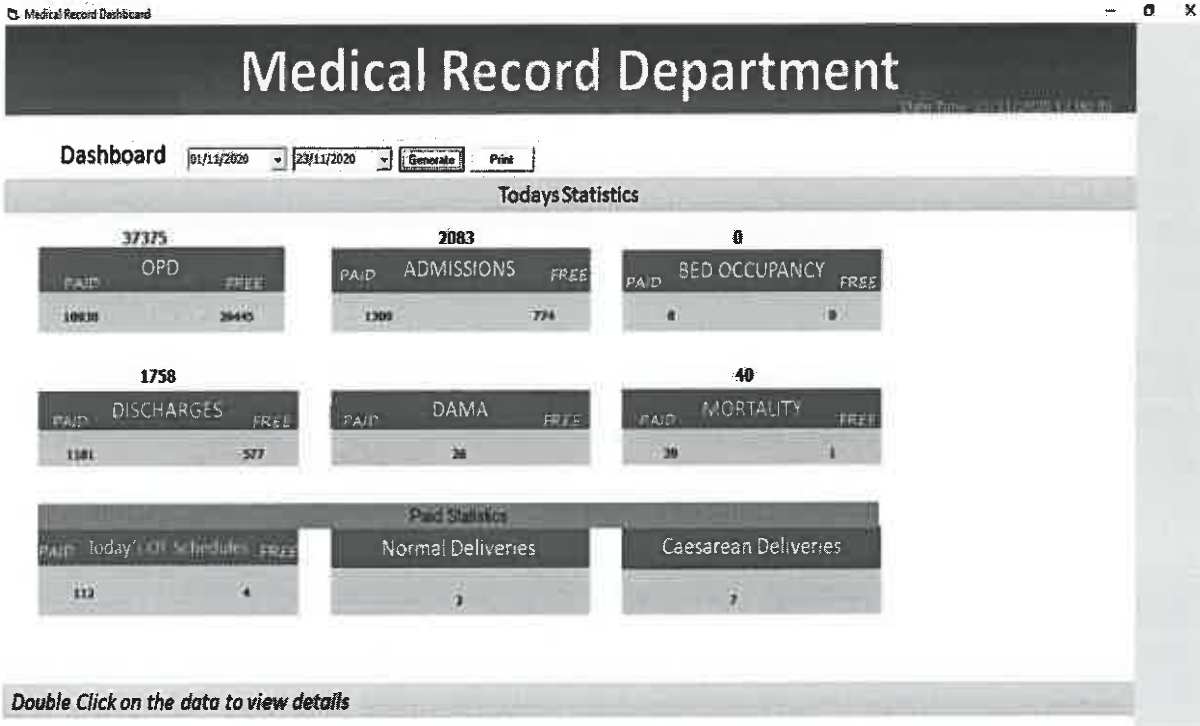 Medical Record Dashboard
Medical Record Department
Dashboard 01/11/2020 23/11/2020 Generate Print
Todays Statistics
37375 2083 0
OPD ADMISSIONS BED OCCUPANCY
PAID FREE PAID FREE PAID FREE
10930 26445 1309 774 0 0
1758 40
DISCHARGES DAMA MORTALITY
PAID FREE PAID FREE PAID FREE
1181 577 26 39 1
Paid Statistics
PAID Today's OT Schedules FREE Normal Deliveries Caesarean Deliveries
112 4 3 7
Double Click on the data to view details